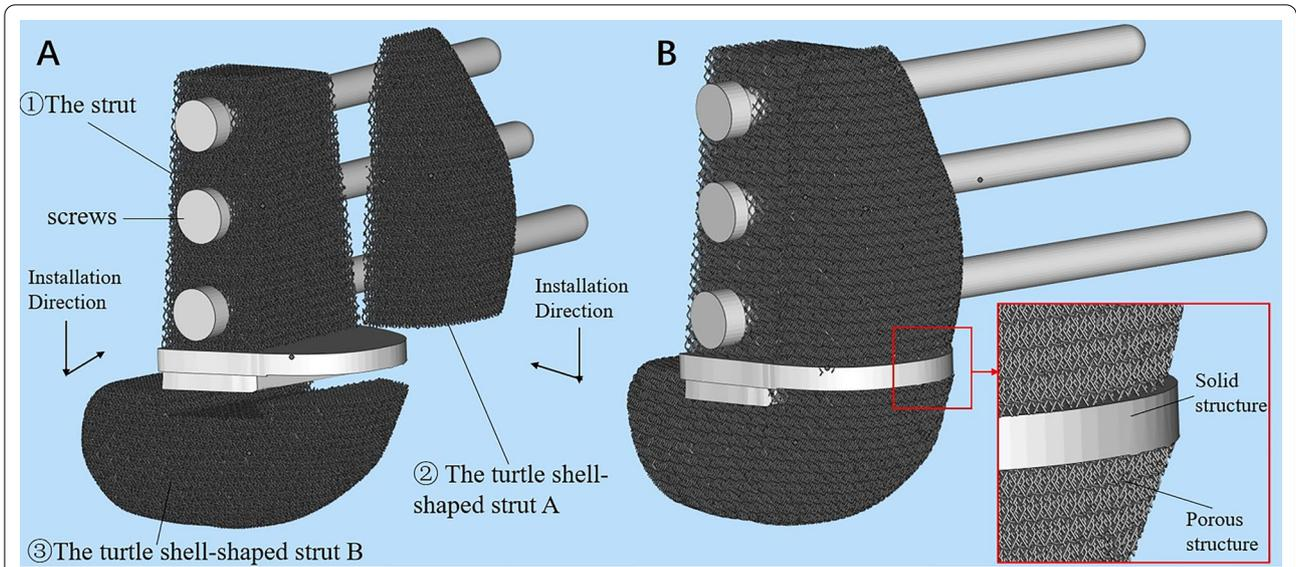 A
①The strut
screws
Installation
Direction
② The turtle shell-
shaped strut A
③The turtle shell-shaped strut B
B
Installation
Direction
Solid
structure
Porous
structure